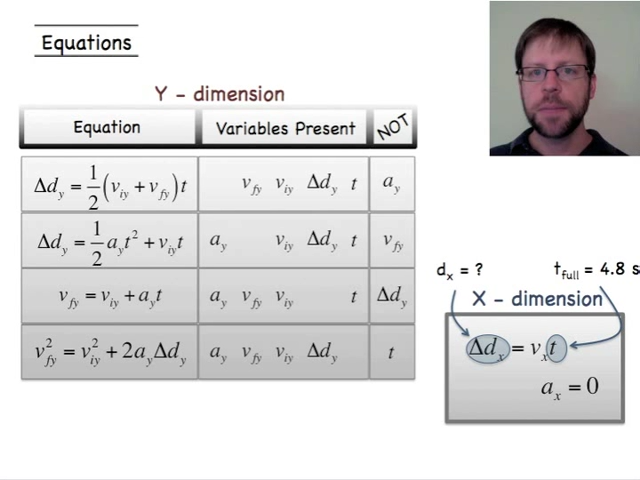 Equations
Y - dimension
Equation Variables Present NOT
Δd_y = 1/2 (v_iy + v_fy) t v_fy v_iy Δd_y t a_y
Δd_y = 1/2 a_y t² + v_iy t a_y v_iy Δd_y t v_fy
v_fy = v_iy + a_y t a_y v_fy v_iy t Δd_y
v_fy² = v_iy² + 2a_y Δd_y a_y v_fy v_iy Δd_y t
d_x = ? t_full = 4.8 s
X - dimension
Δd_x = v_x t
a_x = 0